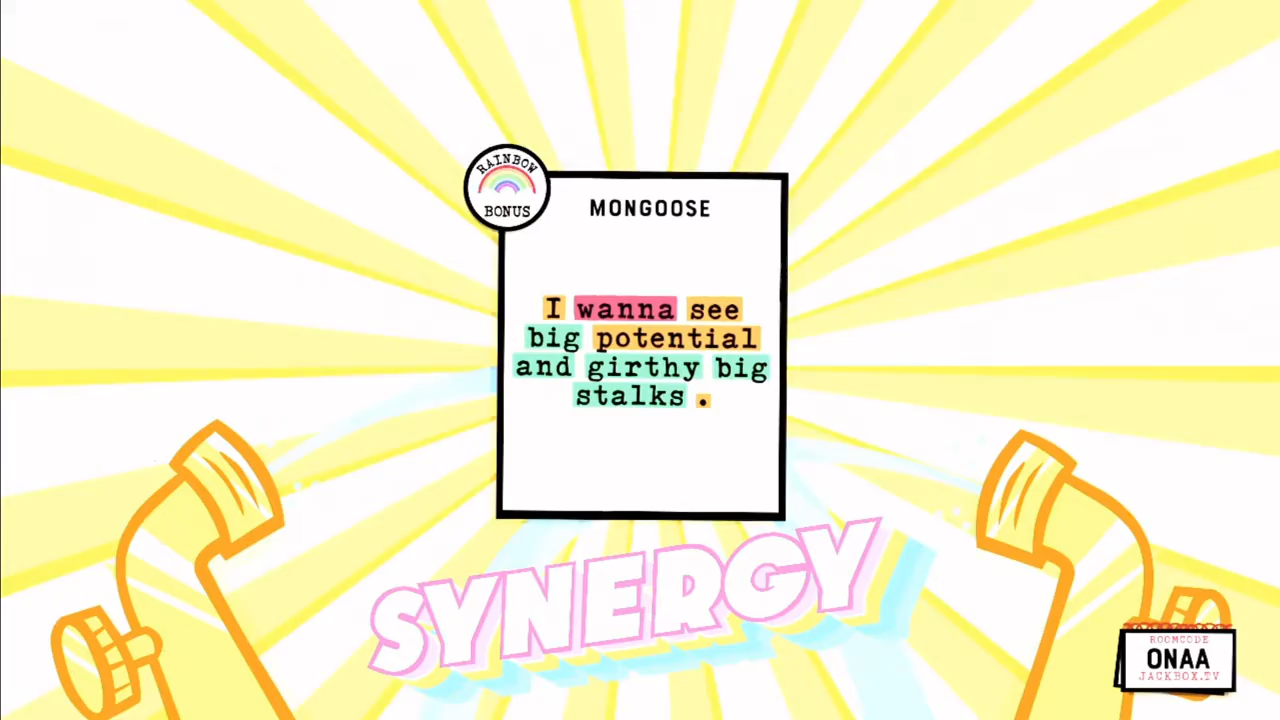 RAINBOW
BONUS
MONGOOSE
I wanna see
big potential
and girthy big
stalks .
SYNERGY
ROOMCODE
ONAA
JACKBOX.TV